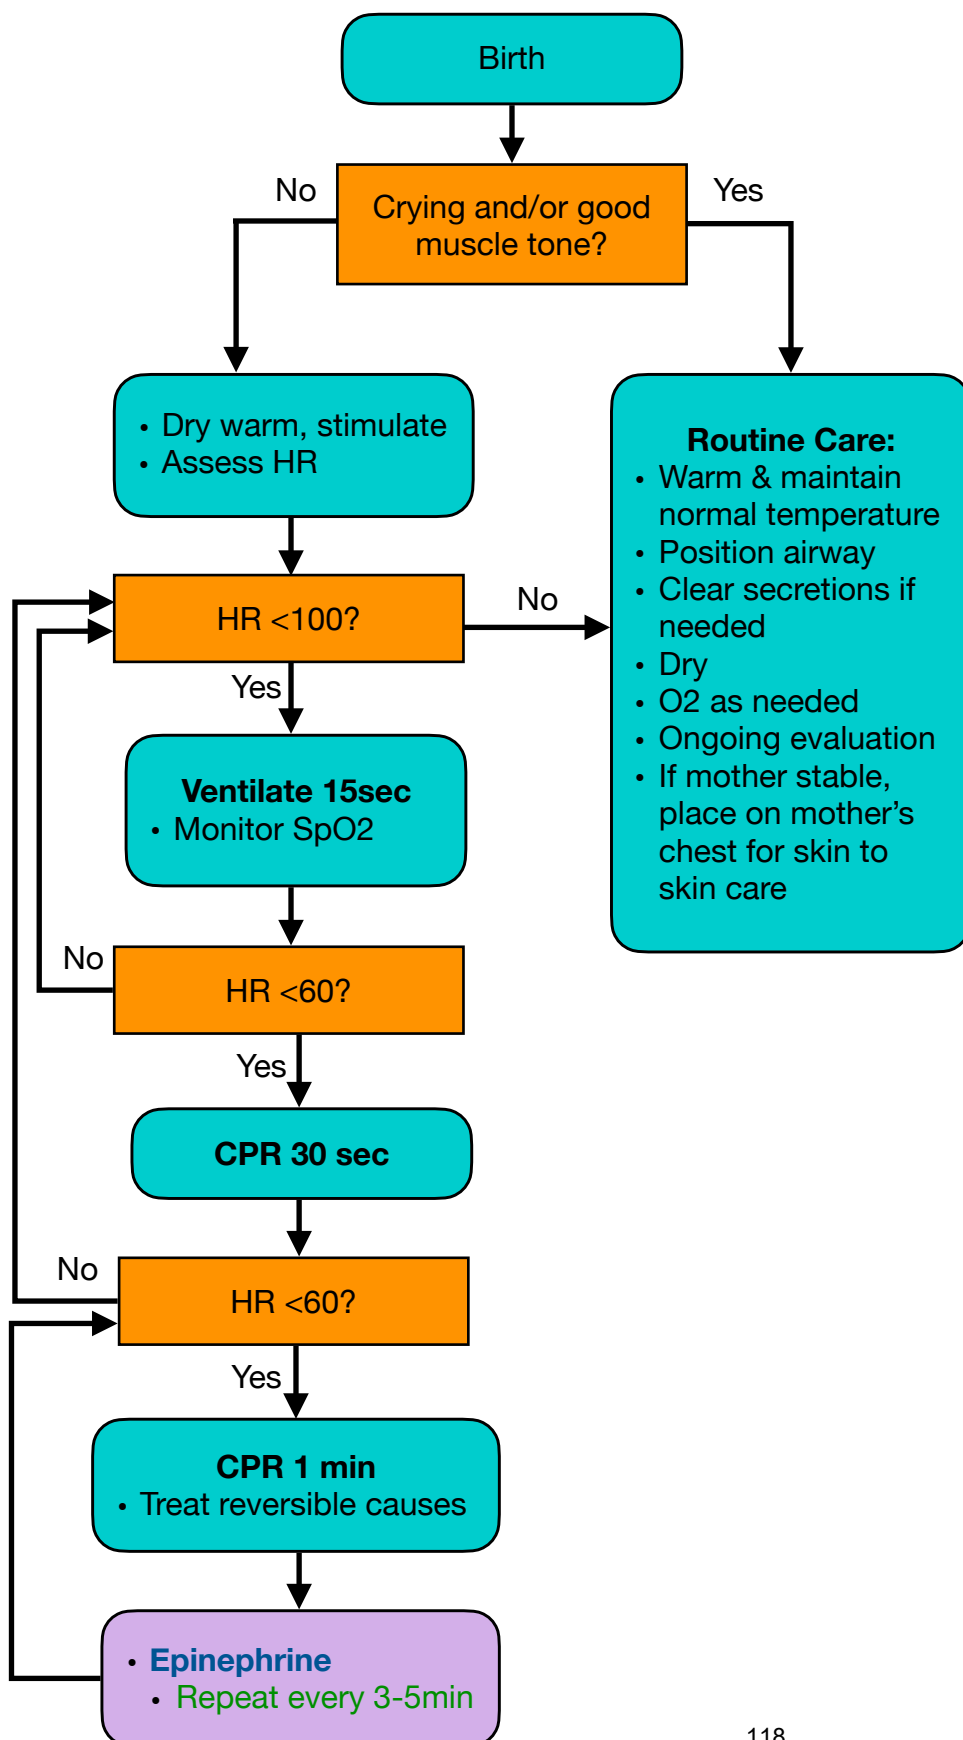 Birth
No
Crying and/or good
muscle tone?
Yes
• Dry warm, stimulate
• Assess HR
Routine Care:
• Warm & maintain
normal temperature
• Position airway
• Clear secretions if
needed
• Dry
• O2 as needed
• Ongoing evaluation
• If mother stable,
place on mother's
chest for skin to
skin care
HR <100?
No
Yes
Ventilate 15sec
• Monitor SpO2
No
HR <60?
Yes
CPR 30 sec
No
HR <60?
Yes
CPR 1 min
• Treat reversible causes
• Epinephrine
• Repeat every 3-5min
118